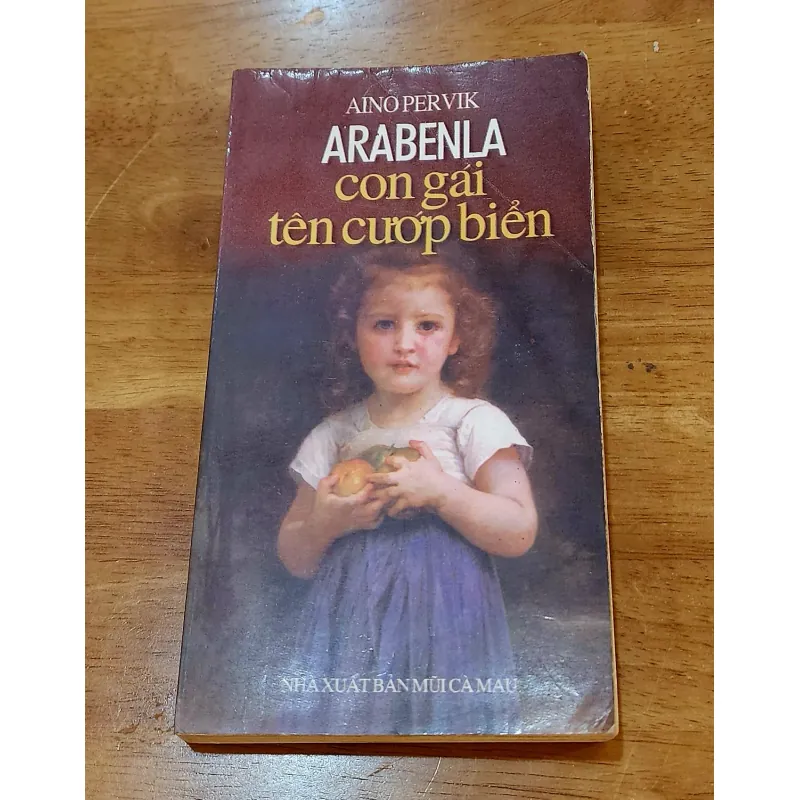 AINO PERVIK
ARABENLA
con gái
tên cướp biển
NHÀ XUẤT BẢN MŨI CÀ MAU